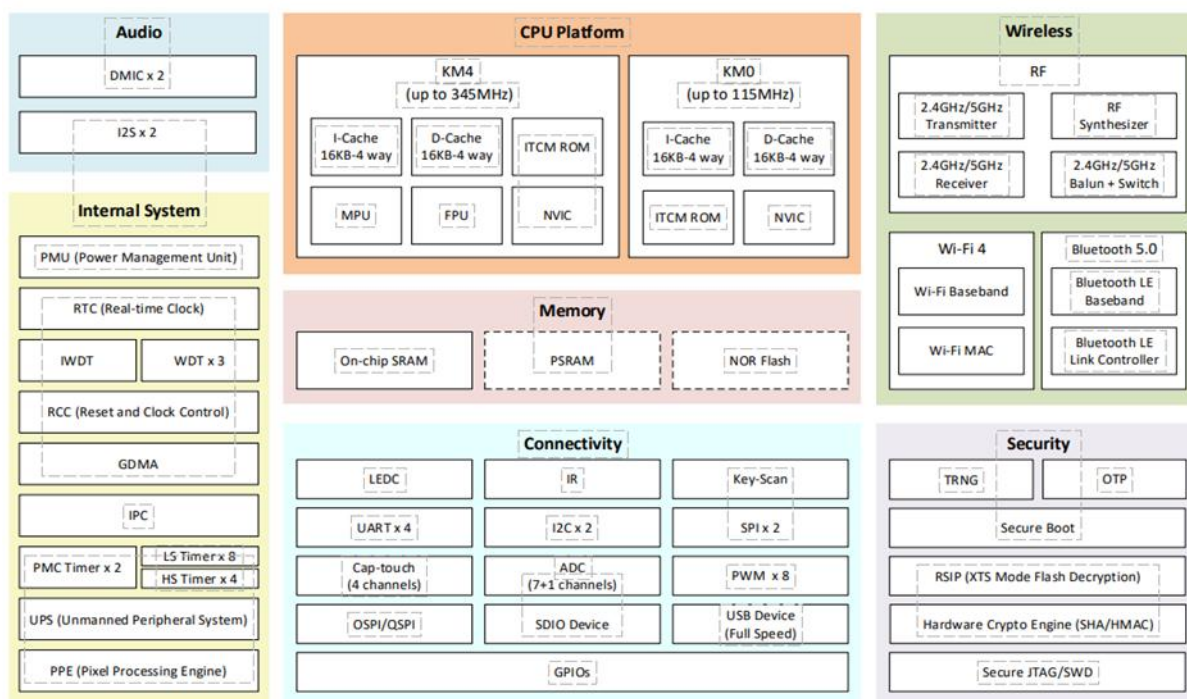 Audio
DMIC x 2
I2S x 2
Internal System
PMU (Power Management Unit)
RTC (Real-time Clock)
IWDT
WDT x 3
RCC (Reset and Clock Control)
GDMA
IPC
PMC Timer x 2
LS Timer x 8
HS Timer x 4
UPS (Unmanned Peripheral System)
PPE (Pixel Processing Engine)
CPU Platform
KM4
(up to 345MHz)
I-Cache
16KB-4 way
D-Cache
16KB-4 way
ITCM ROM
MPU
FPU
NVIC
KM0
(up to 115MHz)
I-Cache
16KB-4 way
D-Cache
16KB-4 way
ITCM ROM
NVIC
Memory
On-chip SRAM
PSRAM
NOR Flash
Connectivity
LEDC
IR
Key-Scan
UART x 4
I2C x 2
SPI x 2
Cap-touch
(4 channels)
ADC
(7+1 channels)
PWM x 8
OSPI/QSPI
SDIO Device
USB Device
(Full Speed)
GPIOs
Wireless
RF
2.4GHz/5GHz
Transmitter
RF
Synthesizer
2.4GHz/5GHz
Receiver
2.4GHz/5GHz
Balun + Switch
Wi-Fi 4
Wi-Fi Baseband
Wi-Fi MAC
Bluetooth 5.0
Bluetooth LE
Baseband
Bluetooth LE
Link Controller
Security
TRNG
OTP
Secure Boot
RSIP (XTS Mode Flash Decryption)
Hardware Crypto Engine (SHA/HMAC)
Secure JTAG/SWD